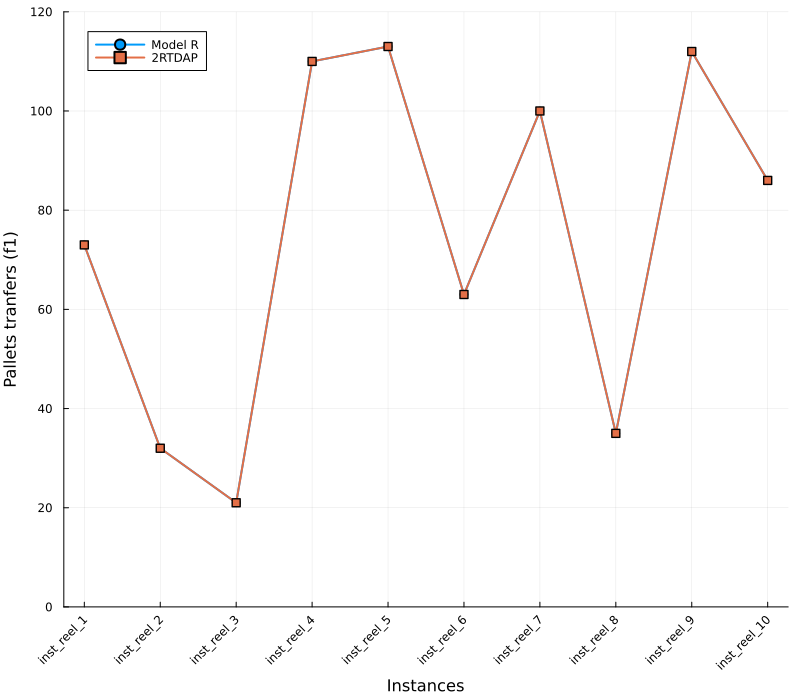 Model R
2RTDAP
120
100
80
60
40
20
0
Pallets tranfers (f1)
inst_reel_1
inst_reel_2
inst_reel_3
inst_reel_4
inst_reel_5
inst_reel_6
inst_reel_7
inst_reel_8
inst_reel_9
inst_reel_10
Instances